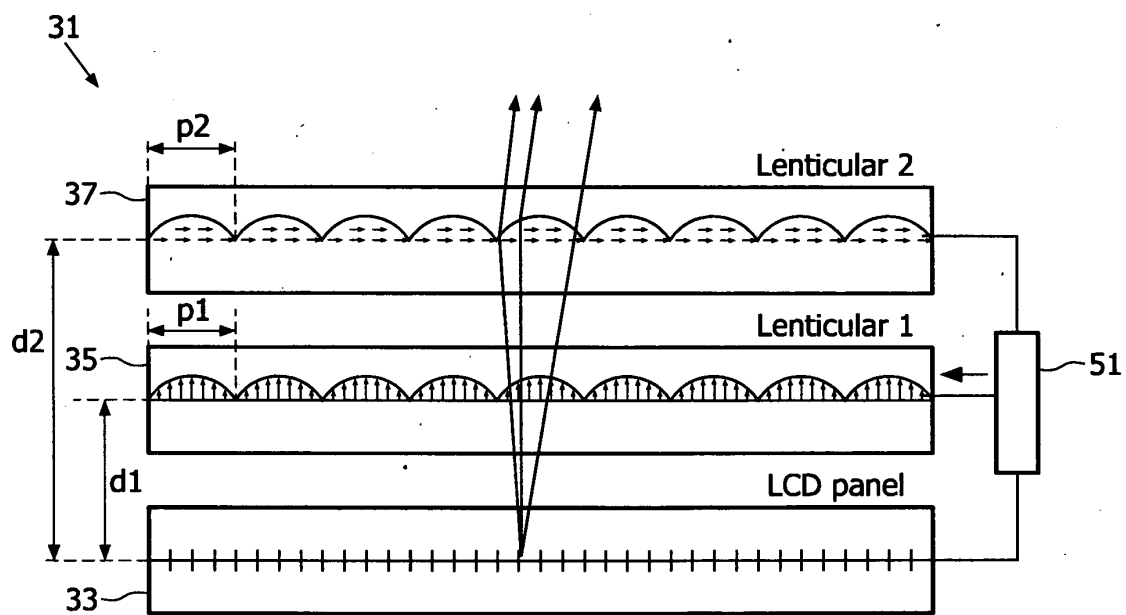 31
p2
Lenticular 2
37
p1
Lenticular 1
d2
35
51
d1
LCD panel
33